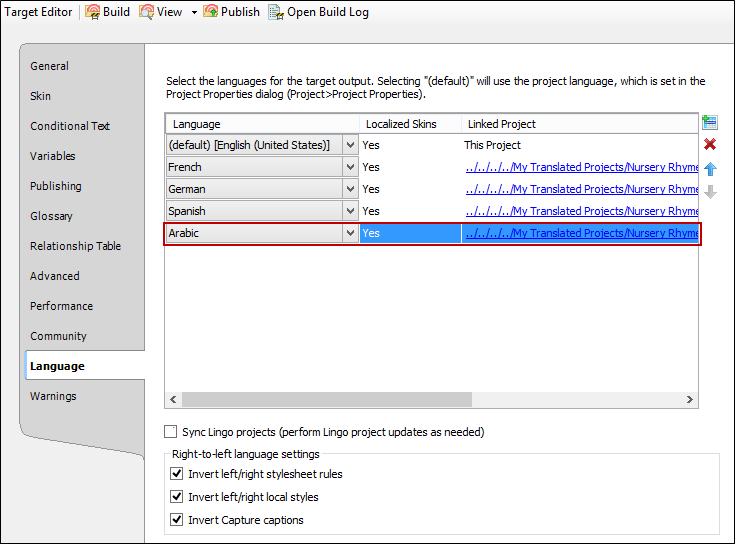 Target Editor Build View Publish Open Build Log
General
Skin
Conditional Text
Variables
Publishing
Glossary
Relationship Table
Advanced
Performance
Community
Language
Warnings
Select the languages for the target output. Selecting "(default)" will use the project language, which is set in the
Project Properties dialog (Project>Project Properties).
Language Localized Skins Linked Project
(default) [English (United States)] Yes This Project
French Yes ../../../../My Translated Projects/Nursery Rhyme
German Yes ../../../../My Translated Projects/Nursery Rhyme
Spanish Yes ../../../../My Translated Projects/Nursery Rhyme
Arabic Yes ../../../../My Translated Projects/Nursery Rhyme
Sync Lingo projects (perform Lingo project updates as needed)
Right-to-left language settings
Invert left/right stylesheet rules
Invert left/right local styles
Invert Capture captions